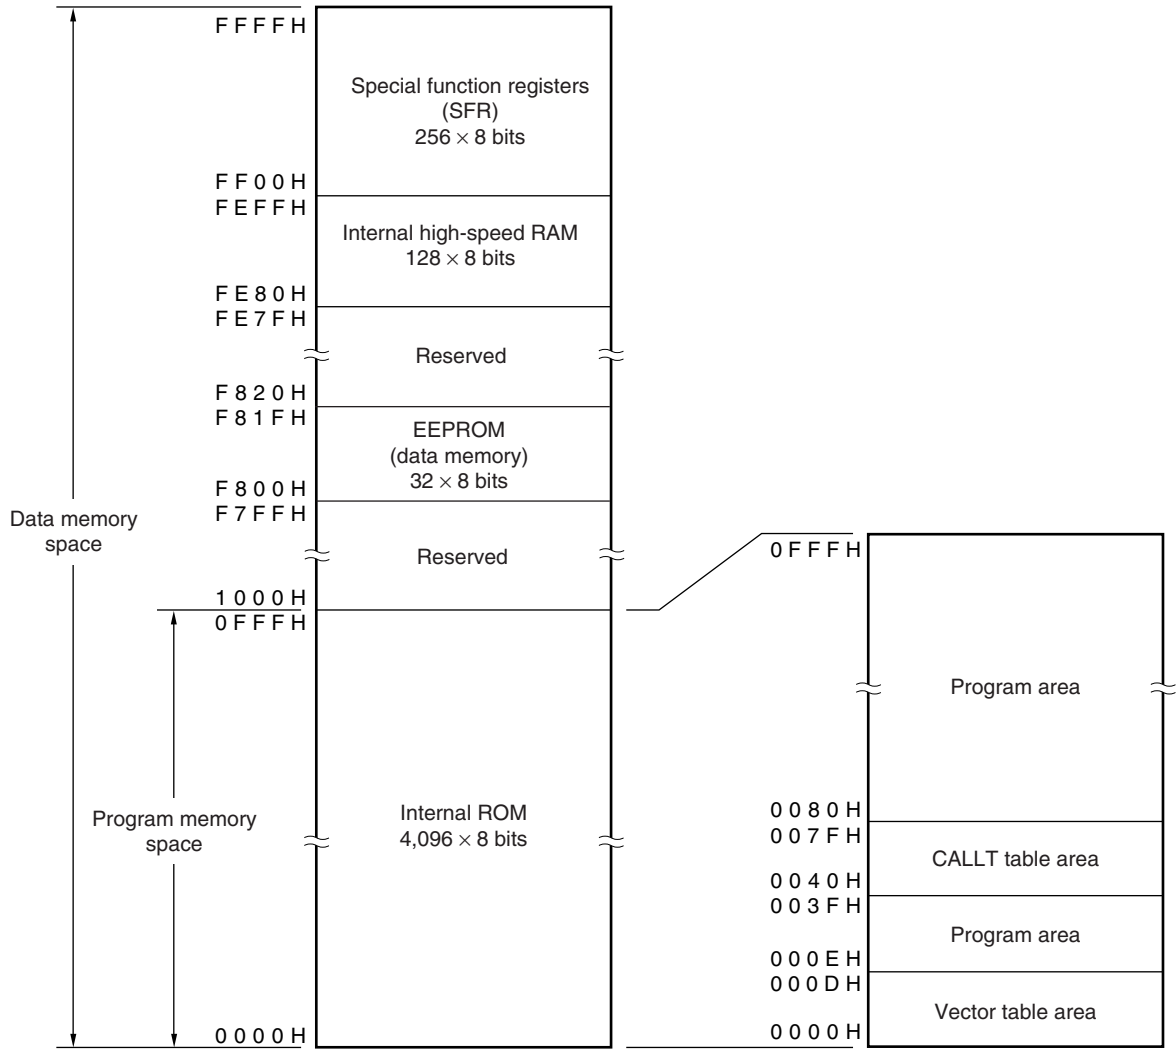 FFFFH
Special function registers
(SFR)
256 × 8 bits
FF00H
FEFFH
Internal high-speed RAM
128 × 8 bits
FE80H
FE7FH
Reserved
F820H
F81FH
EEPROM
(data memory)
32 × 8 bits
F800H
F7FFH
Reserved
1000H
0FFFH
Data memory
space
Program memory
space
Internal ROM
4,096 × 8 bits
0000H
0FFFH
Program area
0080H
007FH
CALLT table area
0040H
003FH
Program area
000EH
000DH
Vector table area
0000H